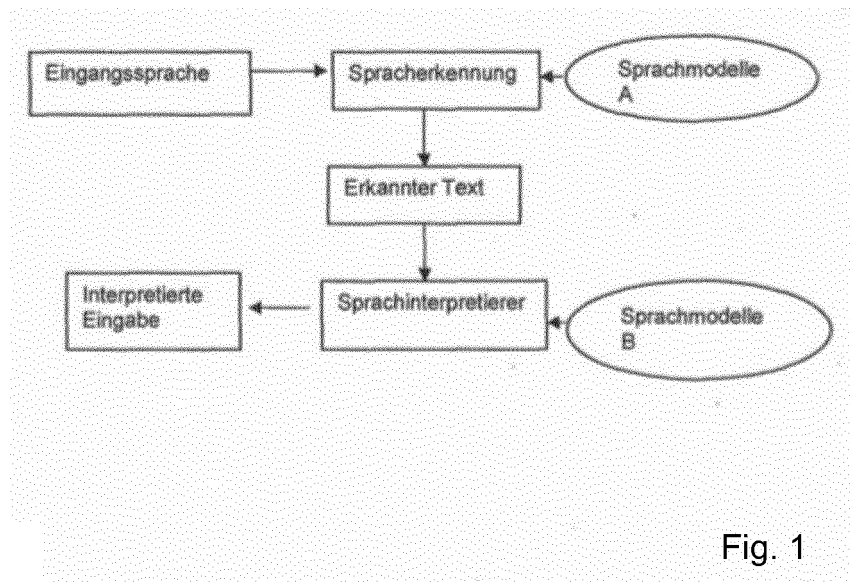 Eingangssprache
Spracherkennung
Sprachmodelle
A
Erkannter Text
Interpretierte
Eingabe
Sprachinterpretierer
Sprachmodelle
B
Fig. 1